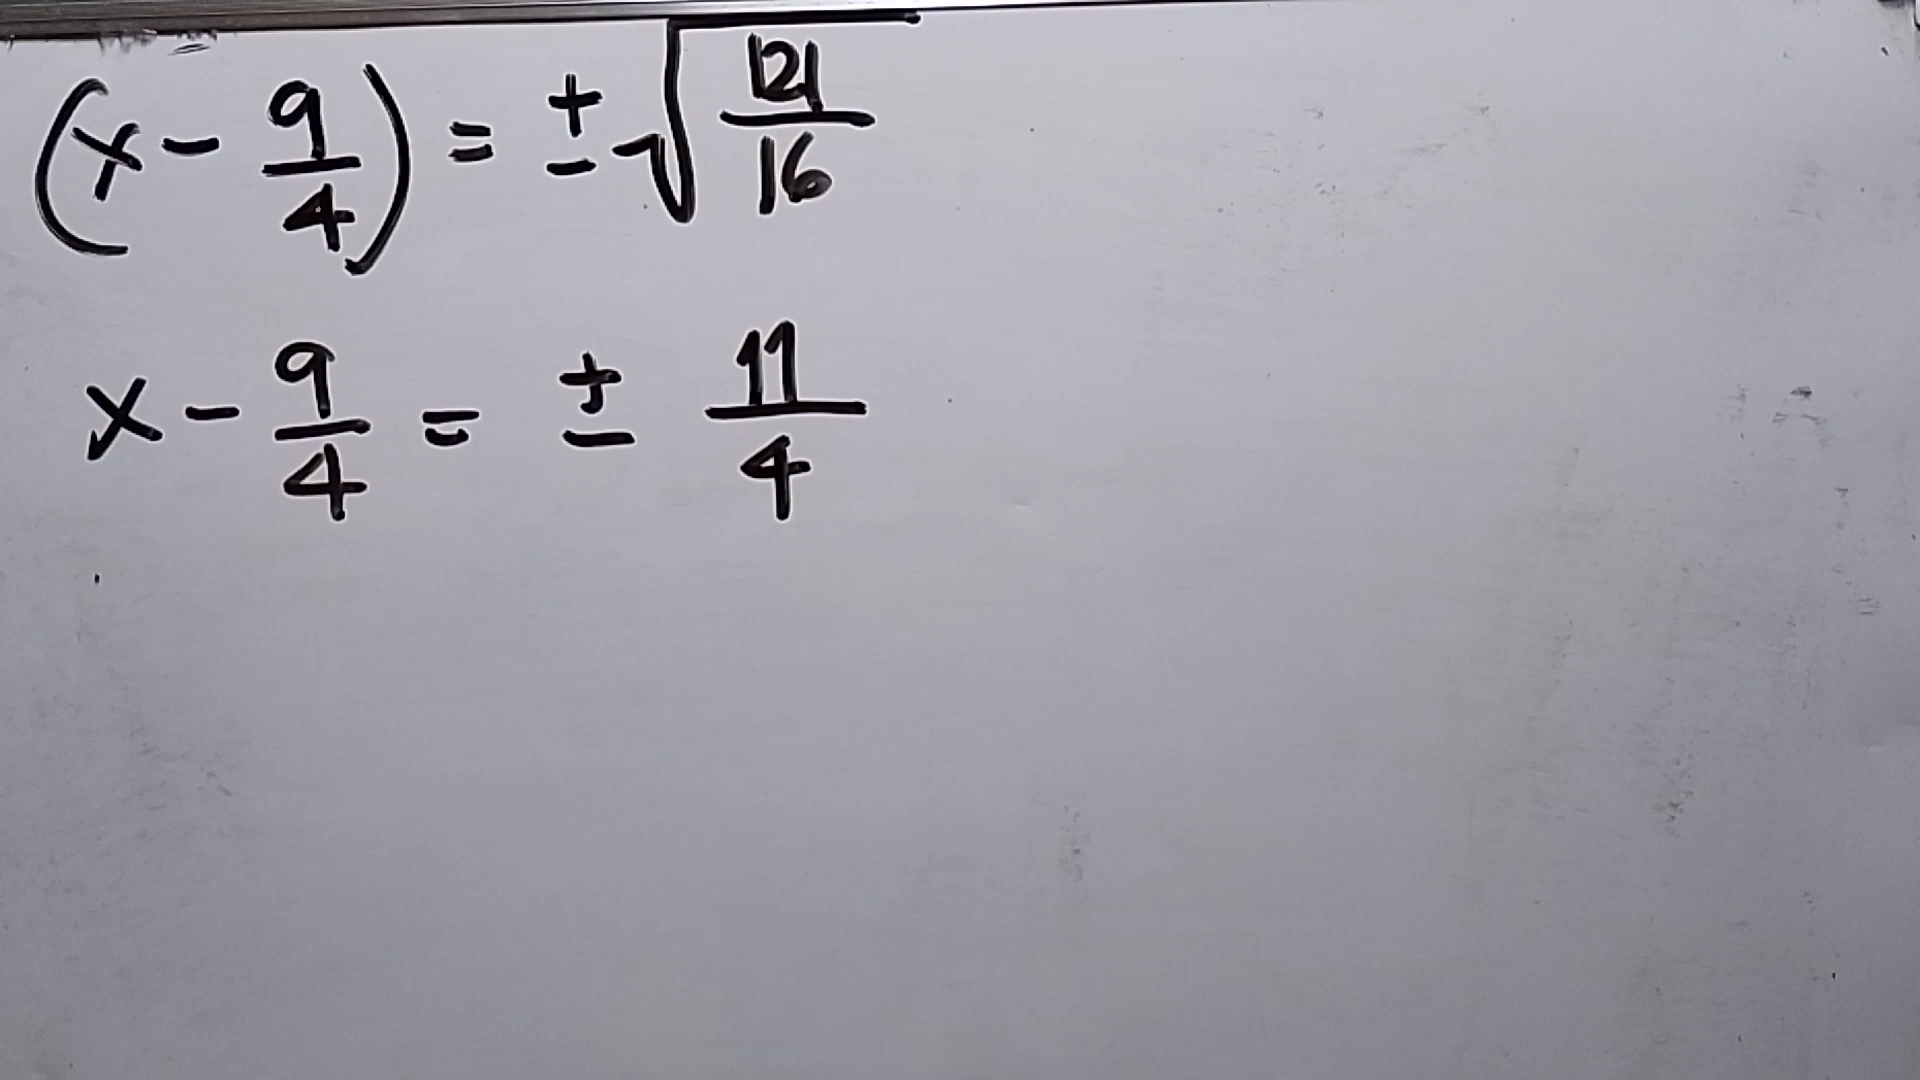 (x - 9/4) = ± √(121/16)
x - 9/4 = ± 11/4